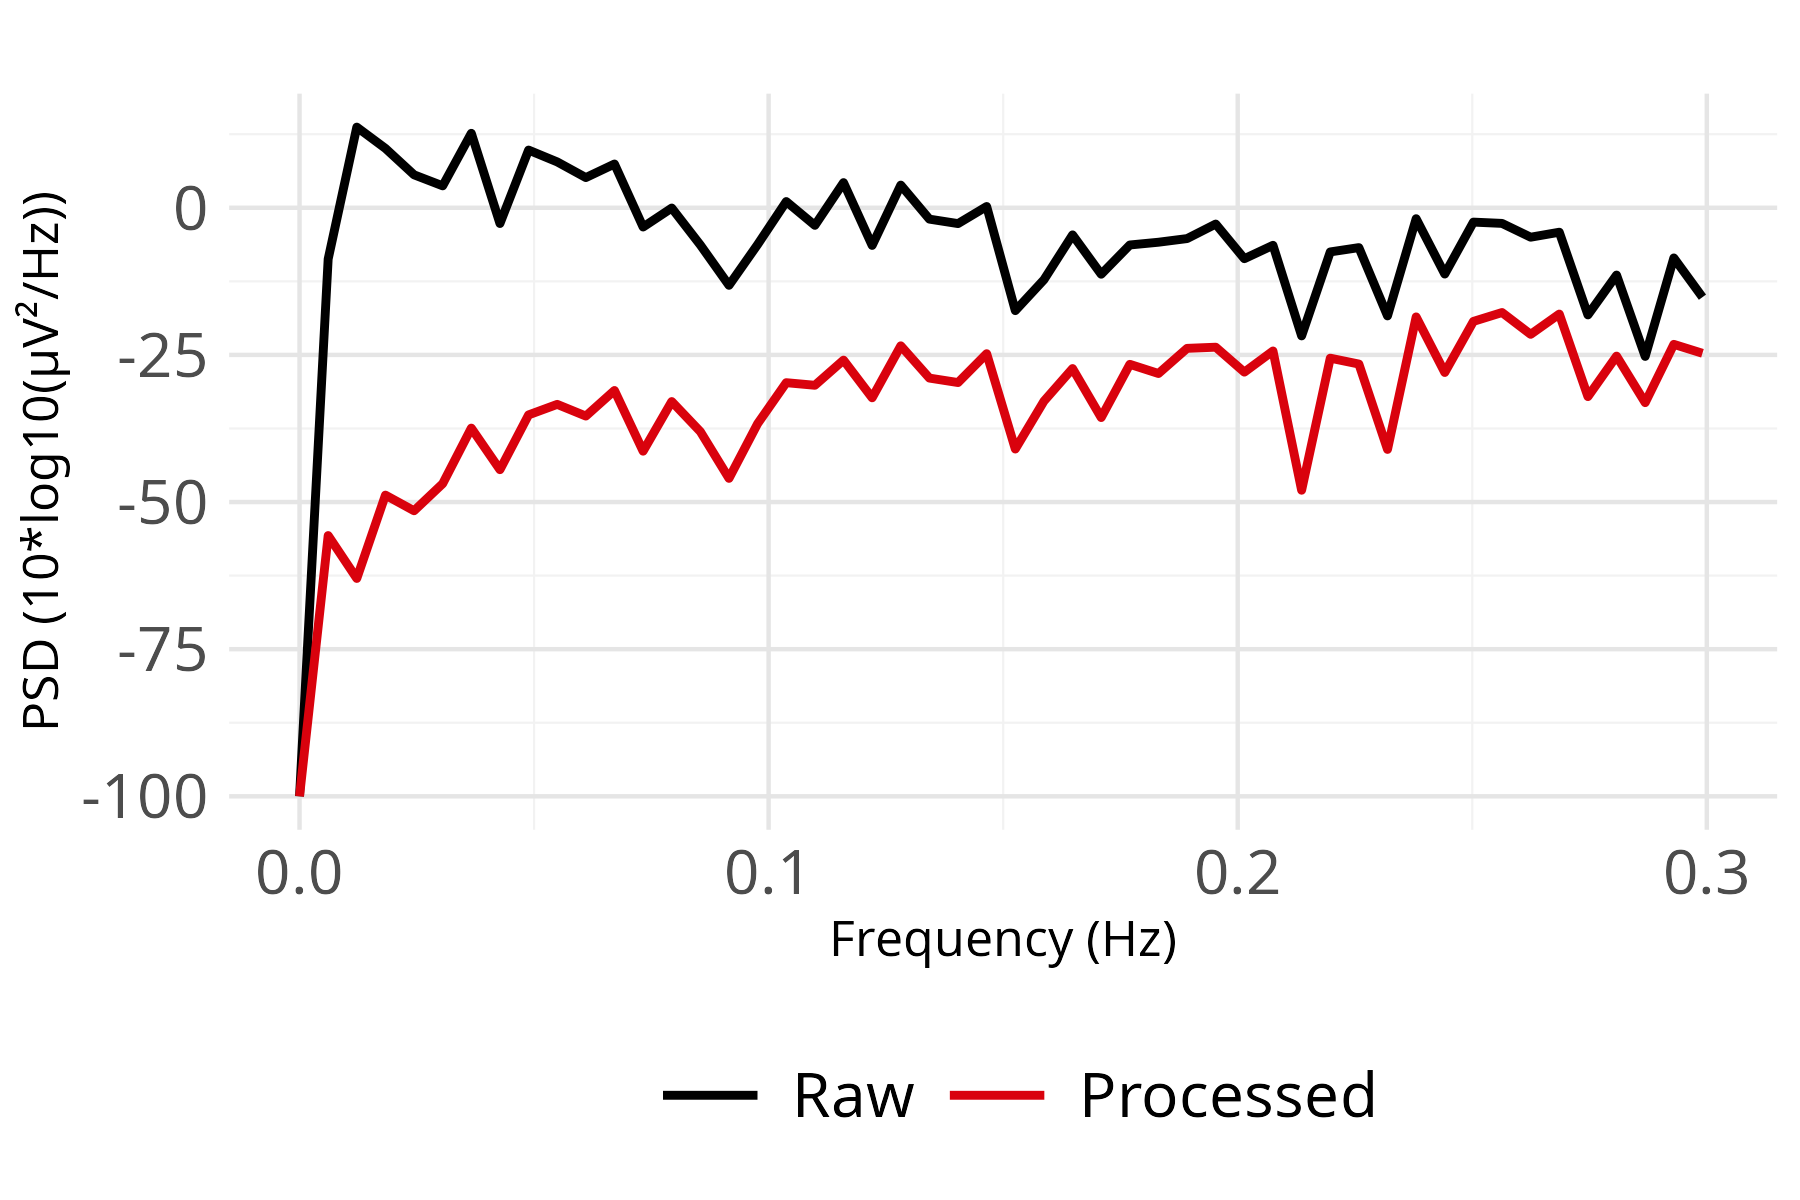 PSD (10*log10(μV²/Hz))
0
-25
-50
-75
-100
0.0 0.1 0.2 0.3
Frequency (Hz)
Raw Processed